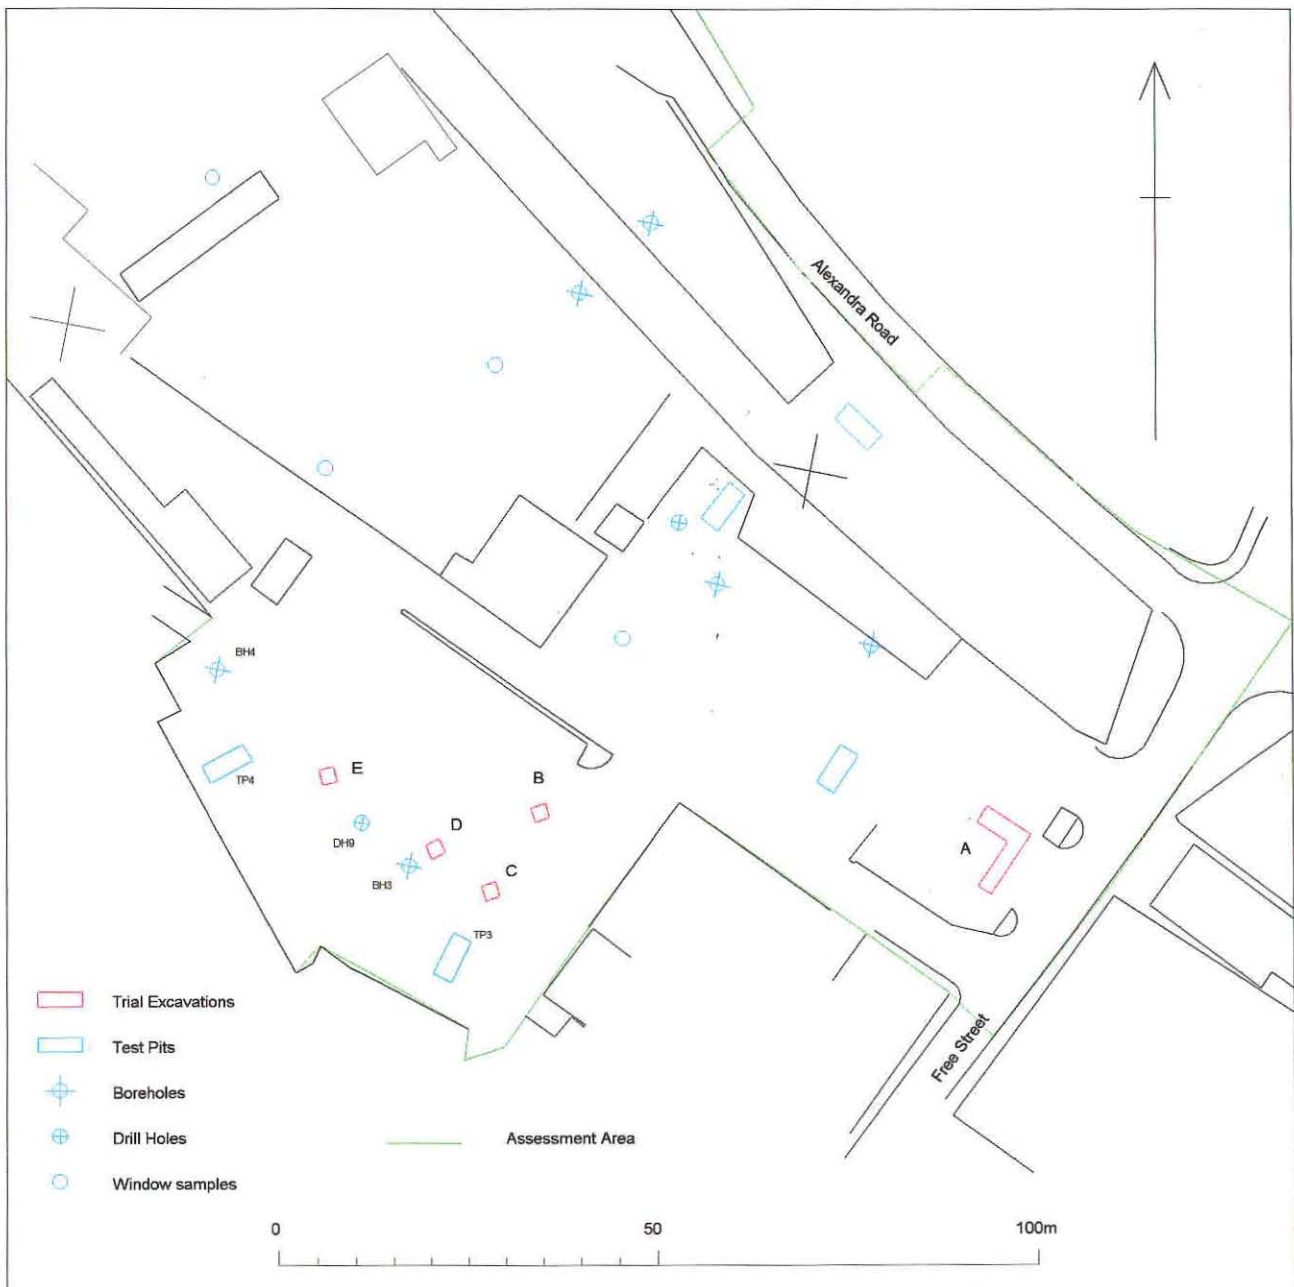 Alexandra Road
BH4
TP4
E
B
DH9
D
BH3
C
A
TP3
Free Street
Trial Excavations
Test Pits
Boreholes
Drill Holes
Assessment Area
Window samples
0
50
100m